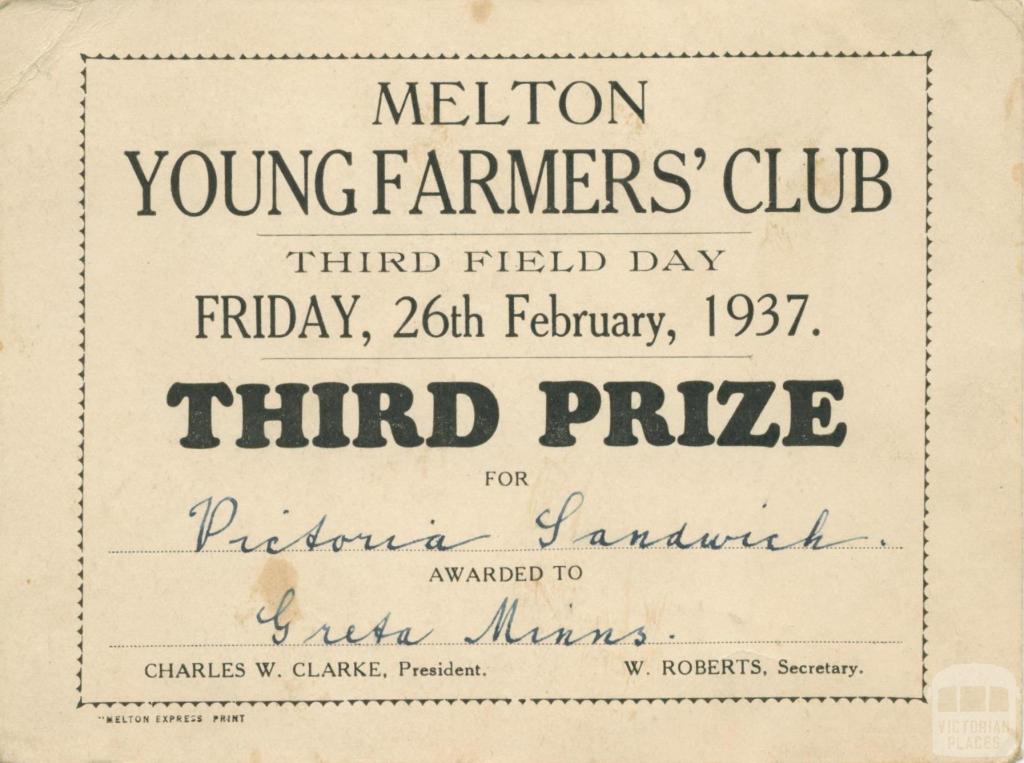 MELTON
YOUNG FARMERS' CLUB
THIRD FIELD DAY
FRIDAY, 26th February, 1937.
THIRD PRIZE
FOR
Victoria Sandwich.
AWARDED TO
Greta Minns.
CHARLES W. CLARKE, President. W. ROBERTS, Secretary.
"MELTON EXPRESS PRINT
VICTORIAN
PLACES